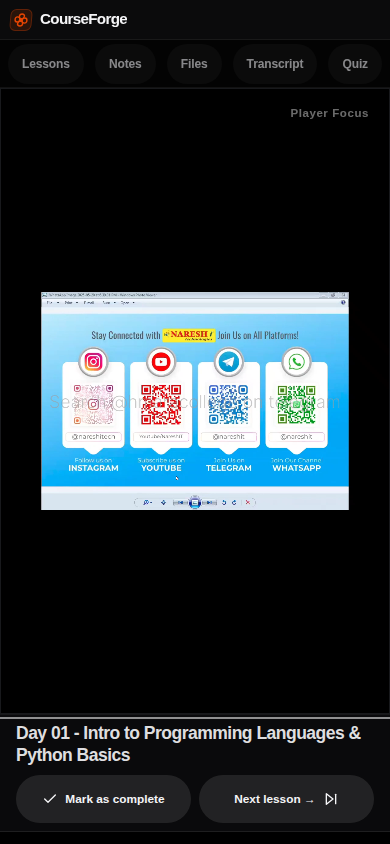 CourseForge
Lessons
Notes
Files
Transcript
Quiz
Player Focus
Stay Connected with NARESH i Join Us on All Platforms!
@nareshitech
Youtube/Nareshit
@nareshit
@nareshit
Follow us on
INSTAGRAM
Subscribe us on
YOUTUBE
Join Us on
TELEGRAM
Join Our Channel
WHATSAPP
Day 01 - Intro to Programming Languages &
Python Basics
Mark as complete
Next lesson →